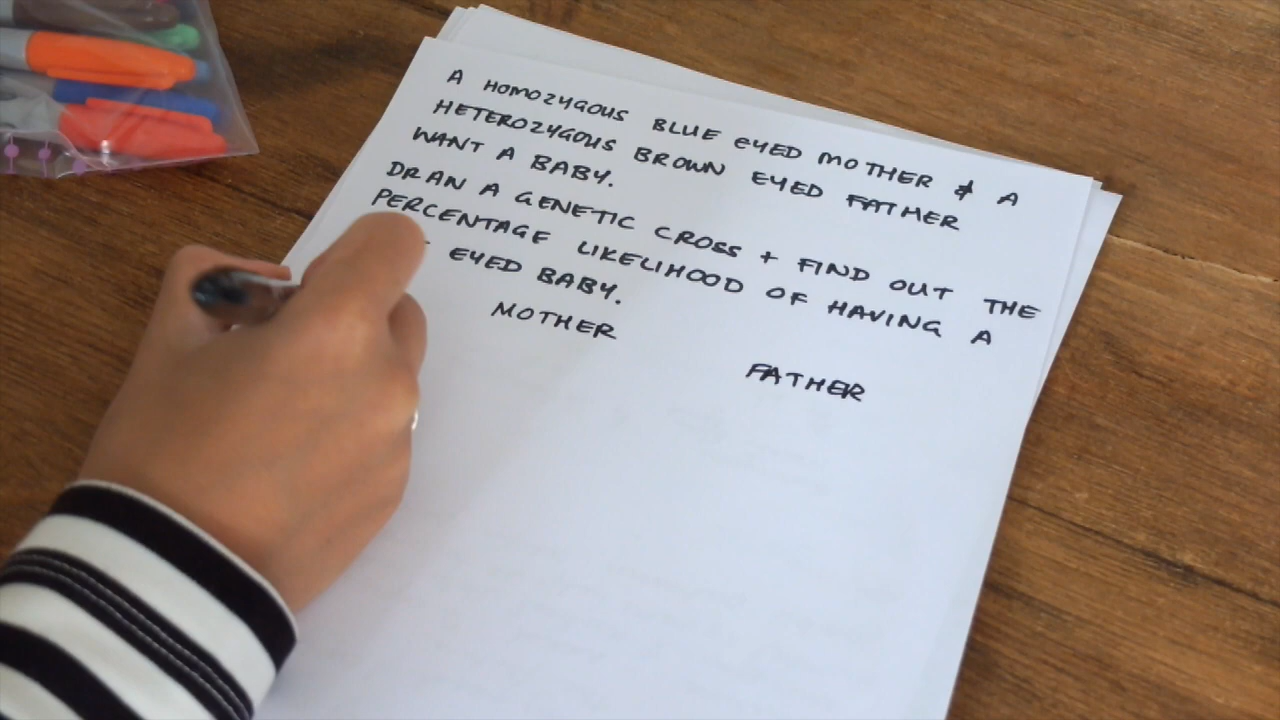 A HOMOZYGOUS BLUE EYED MOTHER & A
HETEROZYGOUS BROWN EYED FATHER
WANT A BABY.
DRAW A GENETIC CROSS + FIND OUT THE
PERCENTAGE LIKELIHOOD OF HAVING A
EYED BABY.
MOTHER
FATHER